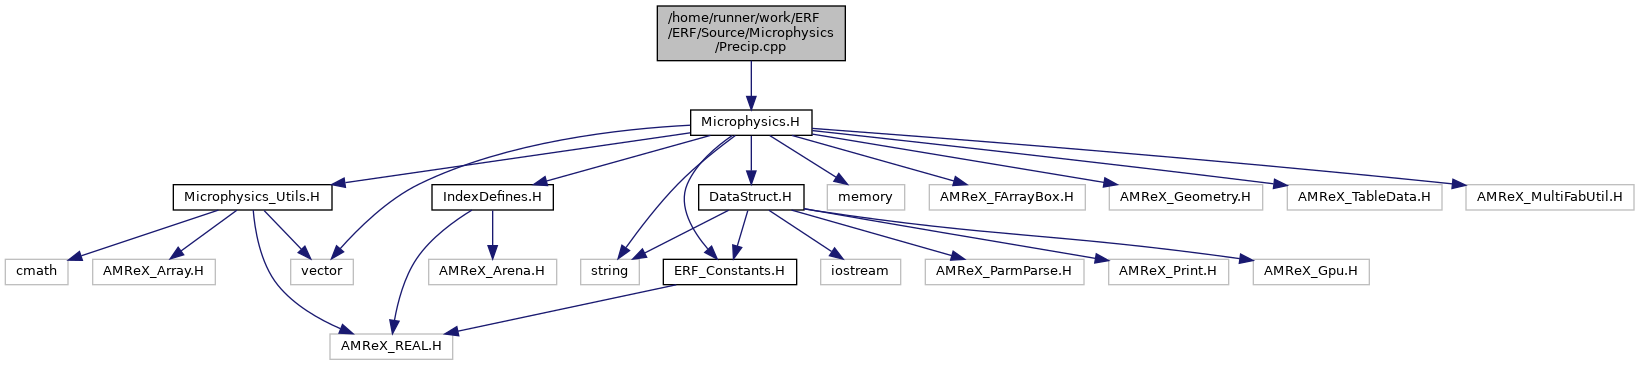 /home/runner/work/ERF
/ERF/Source/Microphysics
/Precip.cpp
Microphysics.H
Microphysics_Utils.H
IndexDefines.H
DataStruct.H
memory
AMReX_FArrayBox.H
AMReX_Geometry.H
AMReX_TableData.H
AMReX_MultiFabUtil.H
cmath
AMReX_Array.H
vector
AMReX_Arena.H
string
ERF_Constants.H
iostream
AMReX_ParmParse.H
AMReX_Print.H
AMReX_Gpu.H
AMReX_REAL.H